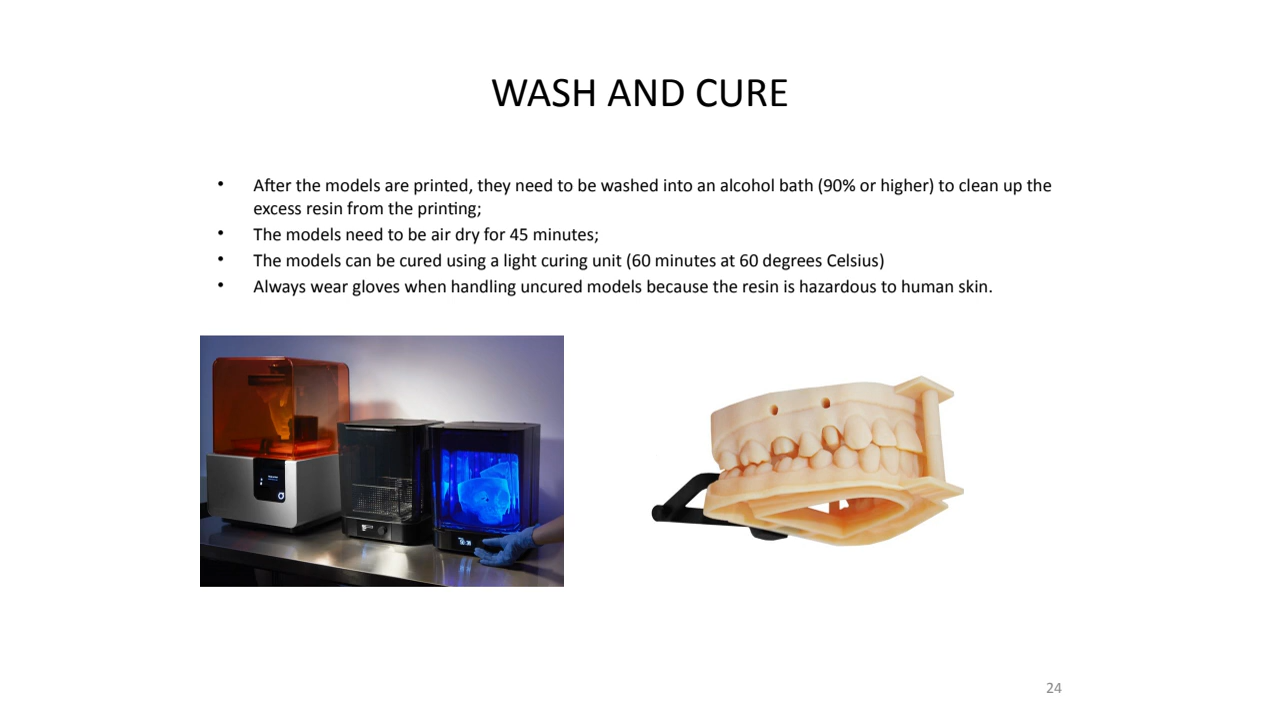 WASH AND CURE
• After the models are printed, they need to be washed into an alcohol bath (90% or higher) to clean up the
excess resin from the printing;
• The models need to be air dry for 45 minutes;
• The models can be cured using a light curing unit (60 minutes at 60 degrees Celsius)
• Always wear gloves when handling uncured models because the resin is hazardous to human skin.
24